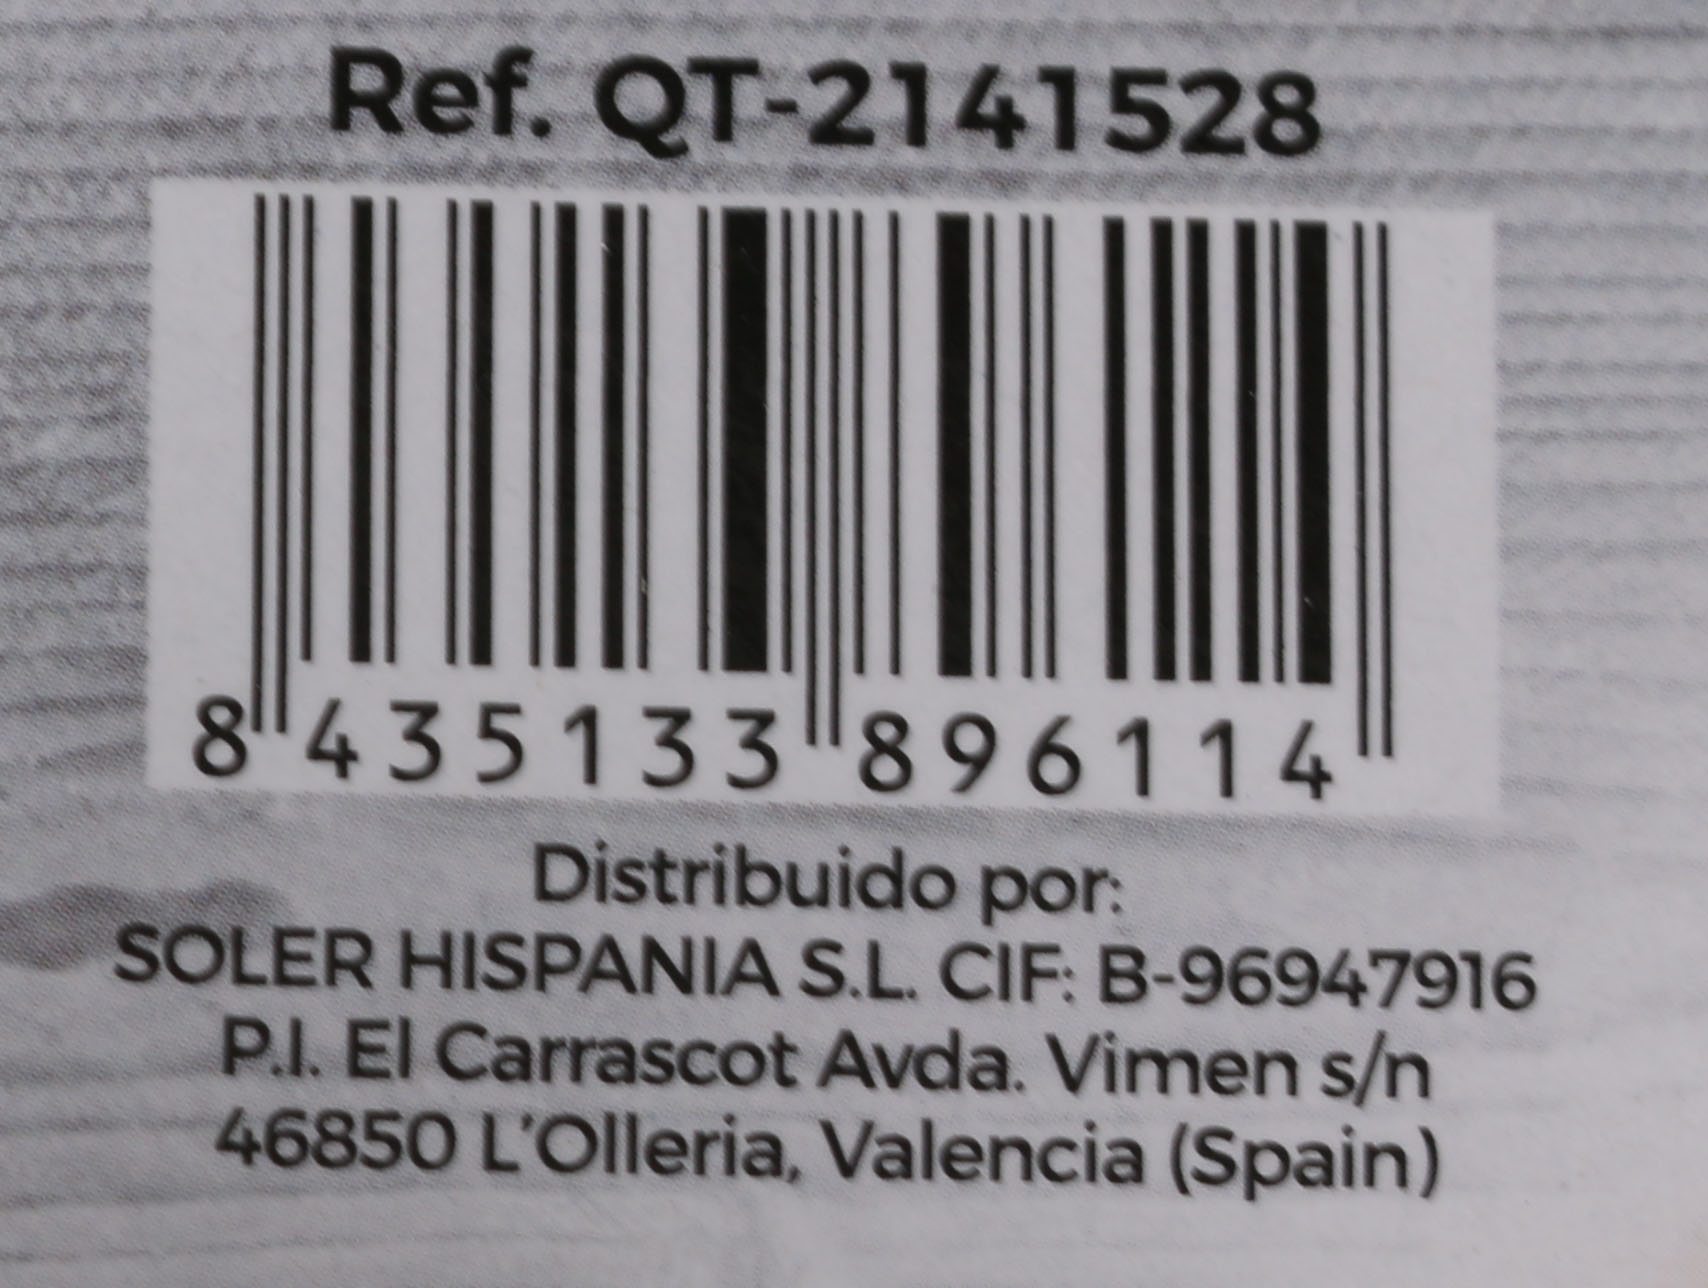 Ref. QT-2141528
8 435133 896114
Distribuido por:
SOLER HISPANIA S.L. CIF: B-96947916
P.I. El Carrascot Avda. Vimen s/n
46850 L'Olleria, Valencia (Spain)